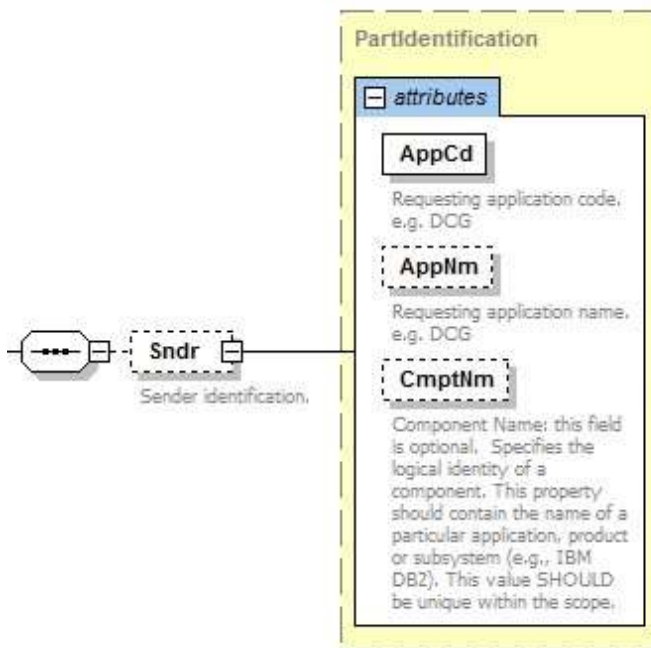 PartIdentification
attributes
AppCd
Requesting application code.
e.g. DCG
AppNm
Requesting application name.
e.g. DCG
Sndr
Sender identification.
CmptNm
Component Name: this field
is optional. Specifies the
logical identity of a
component. This property
should contain the name of a
particular application, product
or subsystem (e.g., IBM
DB2). This value SHOULD
be unique within the scope.